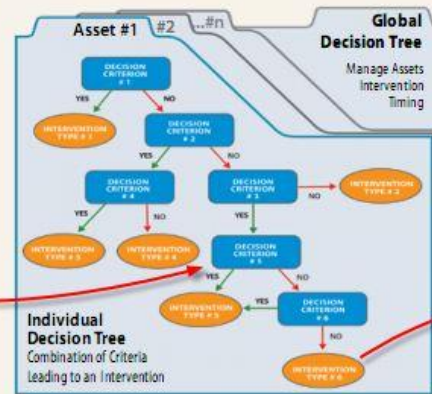 Asset #1
#2
...#n
Global
Decision Tree
Manage Assets
Intervention
Timing
DECISION
CRITERION
# 1
YES
NO
INTERVENTION
TYPE # 1
DECISION
CRITERION
# 2
YES
NO
DECISION
CRITERION
# 4
DECISION
CRITERION
# 3
NO
INTERVENTION
TYPE # 2
YES
NO
YES
INTERVENTION
TYPE # 3
INTERVENTION
TYPE # 4
DECISION
CRITERION
# 5
YES
NO
INTERVENTION
TYPE # 5
YES
DECISION
CRITERION
# 6
NO
INTERVENTION
TYPE # 6
Individual
Decision Tree
Combination of Criteria
Leading to an Intervention